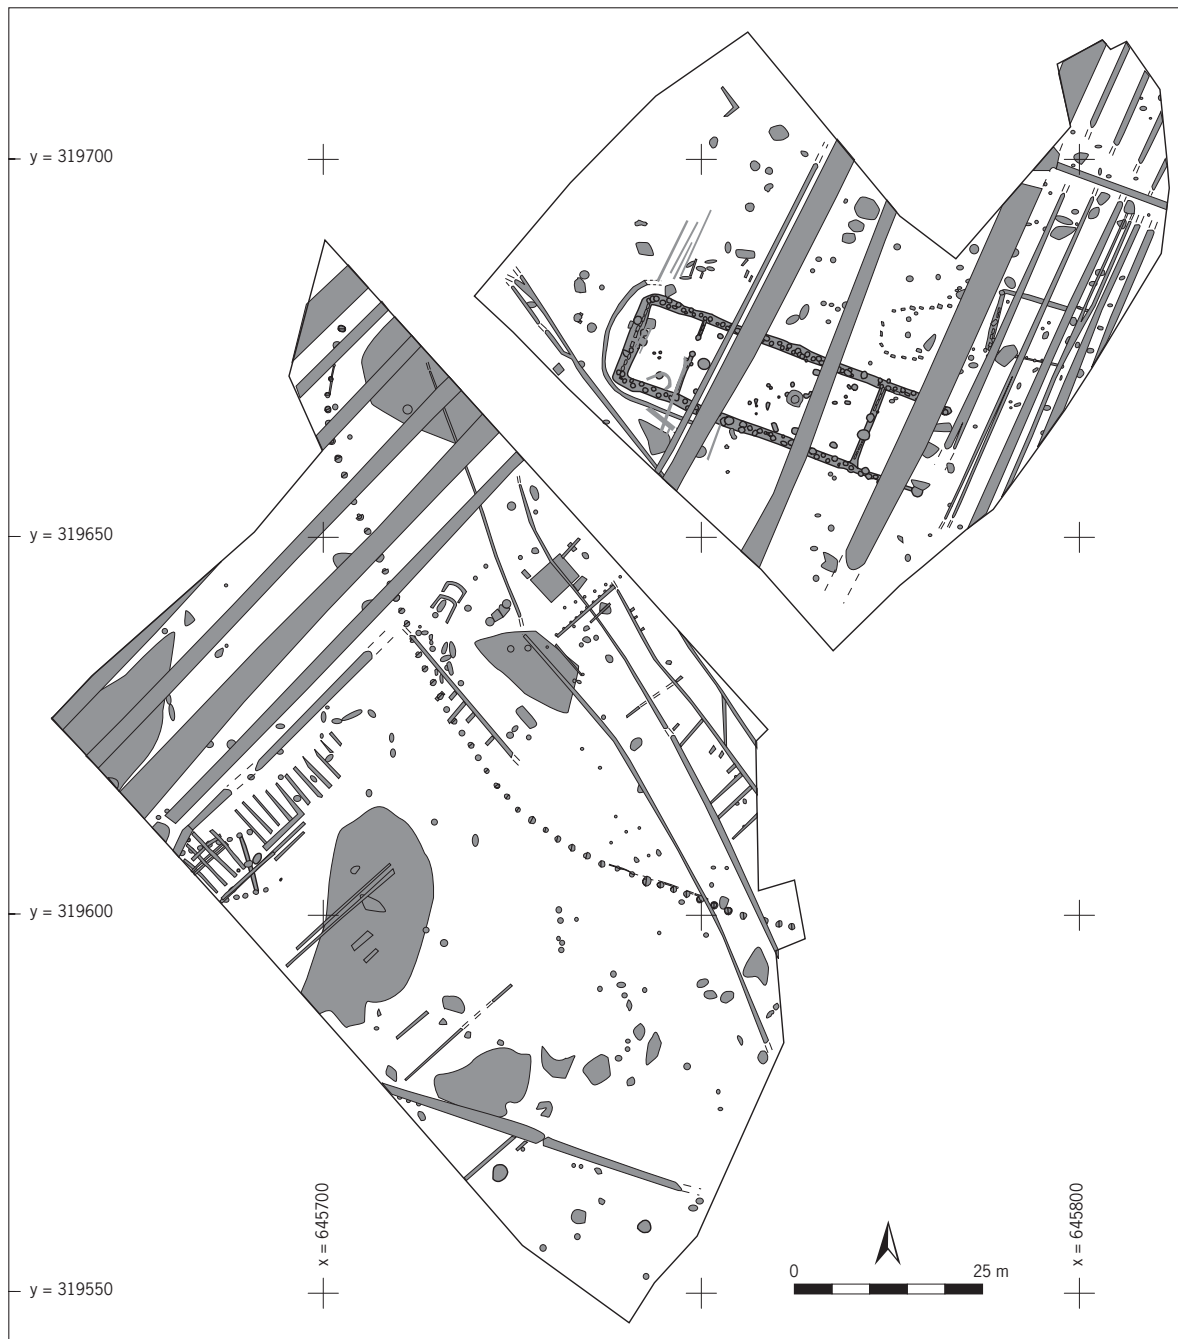 y = 319700
y = 319650
y = 319600
x = 645700
x = 645800
0 25 m
y = 319550